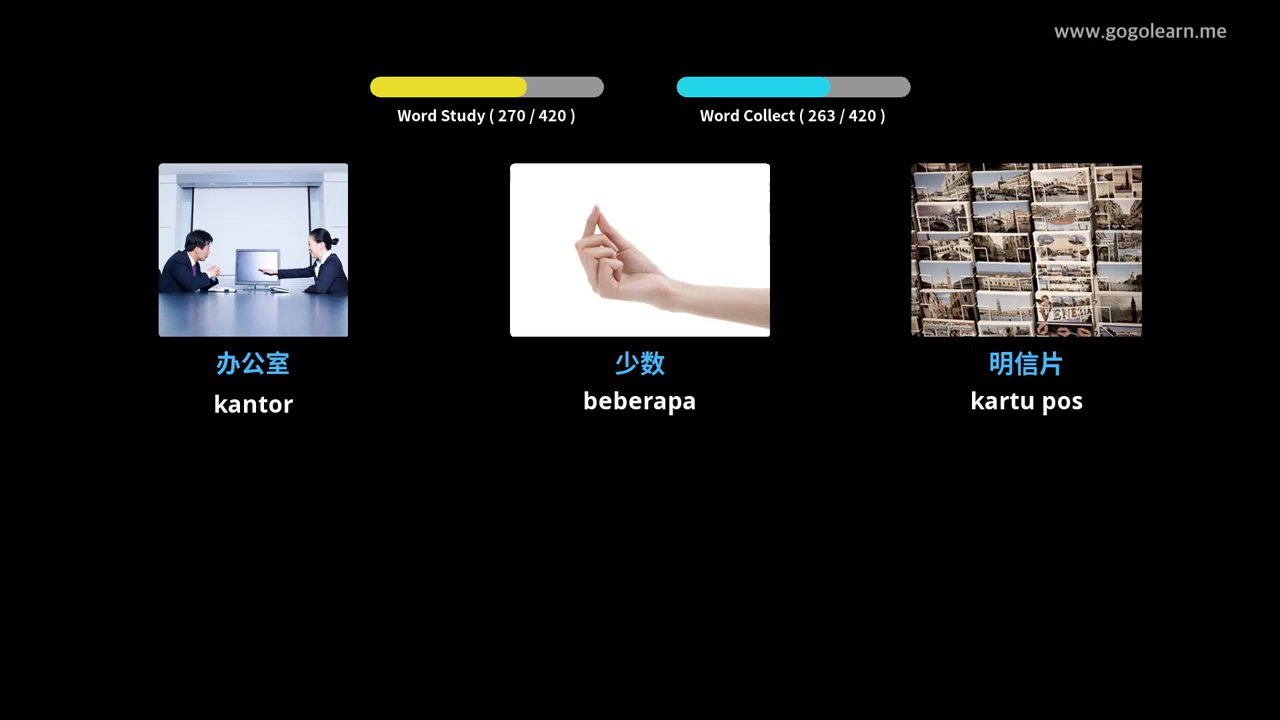 www.gogolearn.me
Word Study ( 270 / 420 )
Word Collect ( 263 / 420 )
VENEZIA
办公室
少数
明信片
kantor
beberapa
kartu pos